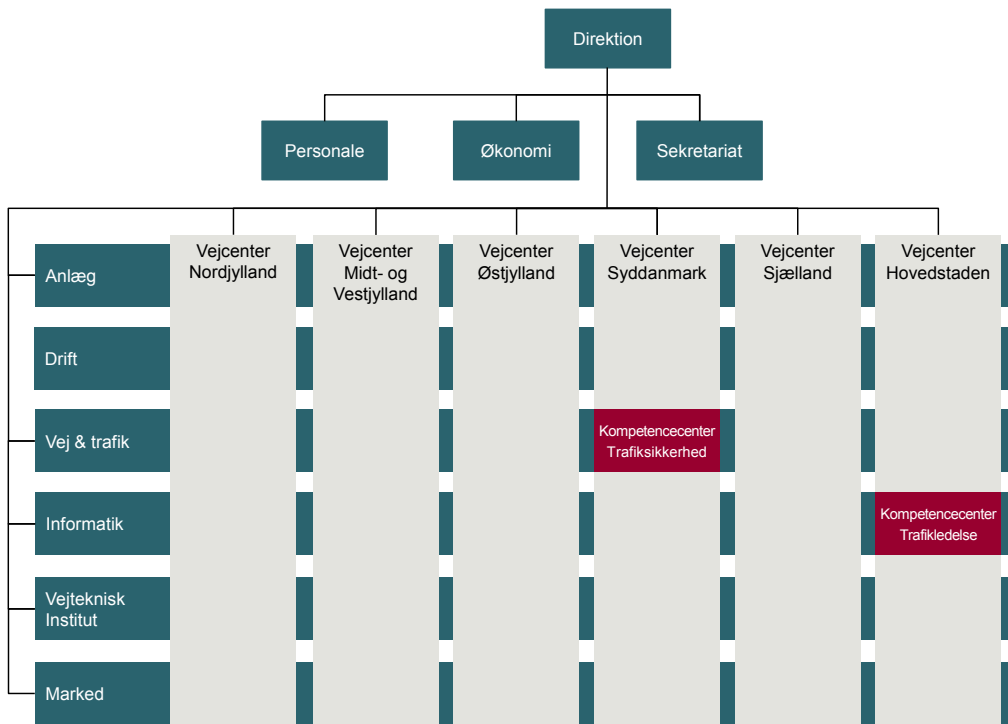 Direktion
Personale
Økonomi
Sekretariat
Vejcenter
Nordjylland
Vejcenter
Midt- og
Vestjylland
Vejcenter
Østjylland
Vejcenter
Syddanmark
Vejcenter
Sjælland
Vejcenter
Hovedstaden
Anlæg
Drift
Vej & trafik
Kompetencecenter
Trafiksikkerhed
Informatik
Kompetencecenter
Trafikledelse
Vejteknisk
Institut
Marked